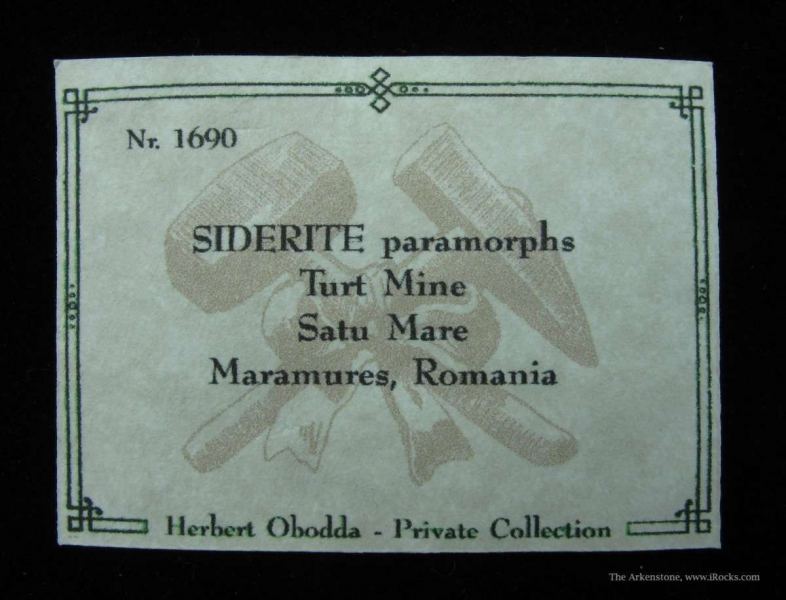 Nr. 1690
SIDERITE paramorphs
Turt Mine
Satu Mare
Maramures, Romania
Herbert Obodda - Private Collection
The Arkenstone, www.iRocks.com